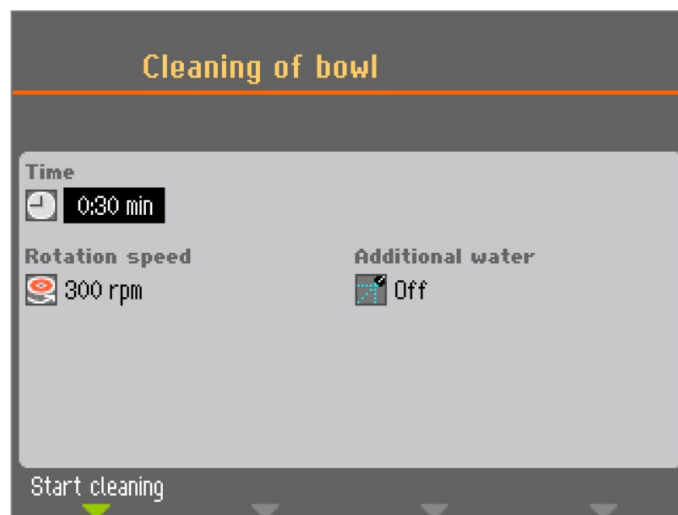 Cleaning of bowl
Time
0:30 min
Rotation speed
Additional water
300 rpm
Off
Start cleaning